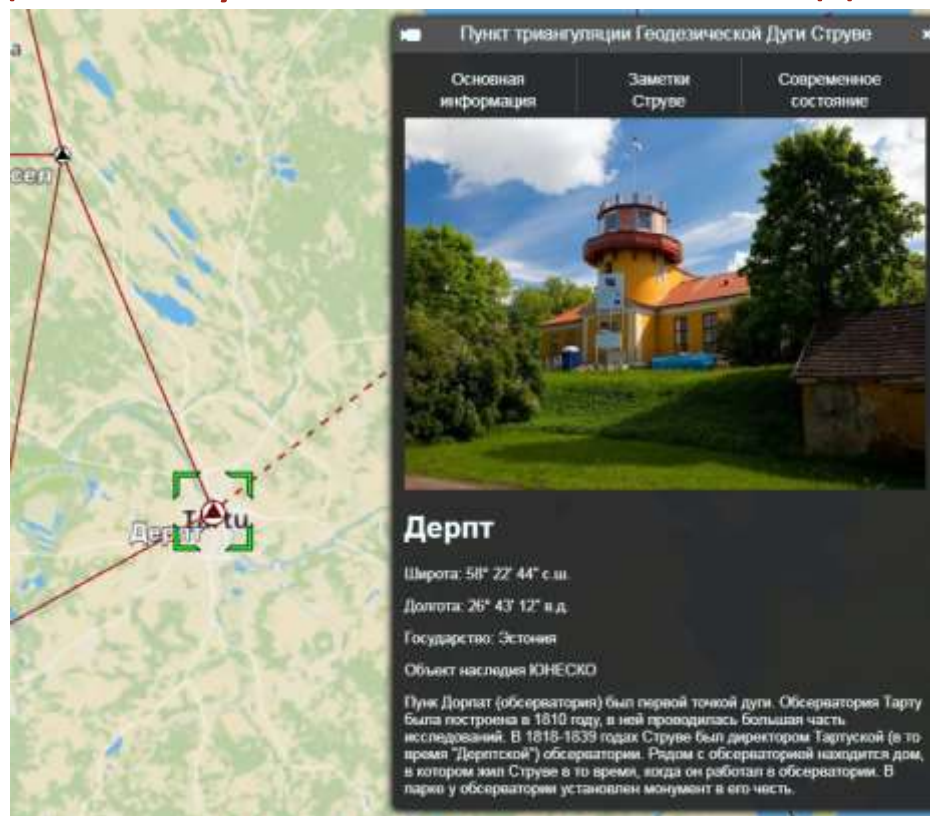 Пункт триангуляции Геодезической Дуги Струве
Основная информация
Заметки Струве
Современное состояние
сел
Tartu
Дерпт
Дерпт
Широта: 58° 22' 44" с.ш.
Долгота: 26° 43' 12" в.д.
Государство: Эстония
Объект наследия ЮНЕСКО
Пунк Дорпат (обсерватория) был первой точкой дуги. Обсерватория Тарту
была построена в 1810 году, в ней проводилась большая часть
исследований. В 1818-1839 годах Струве был директором Тартуской (в то
время "Дерптской") обсерватории. Рядом с обсерваторией находится дом,
в котором жил Струве в то время, когда он работал в обсерватории. В
парке у обсерватории установлен монумент в его честь.